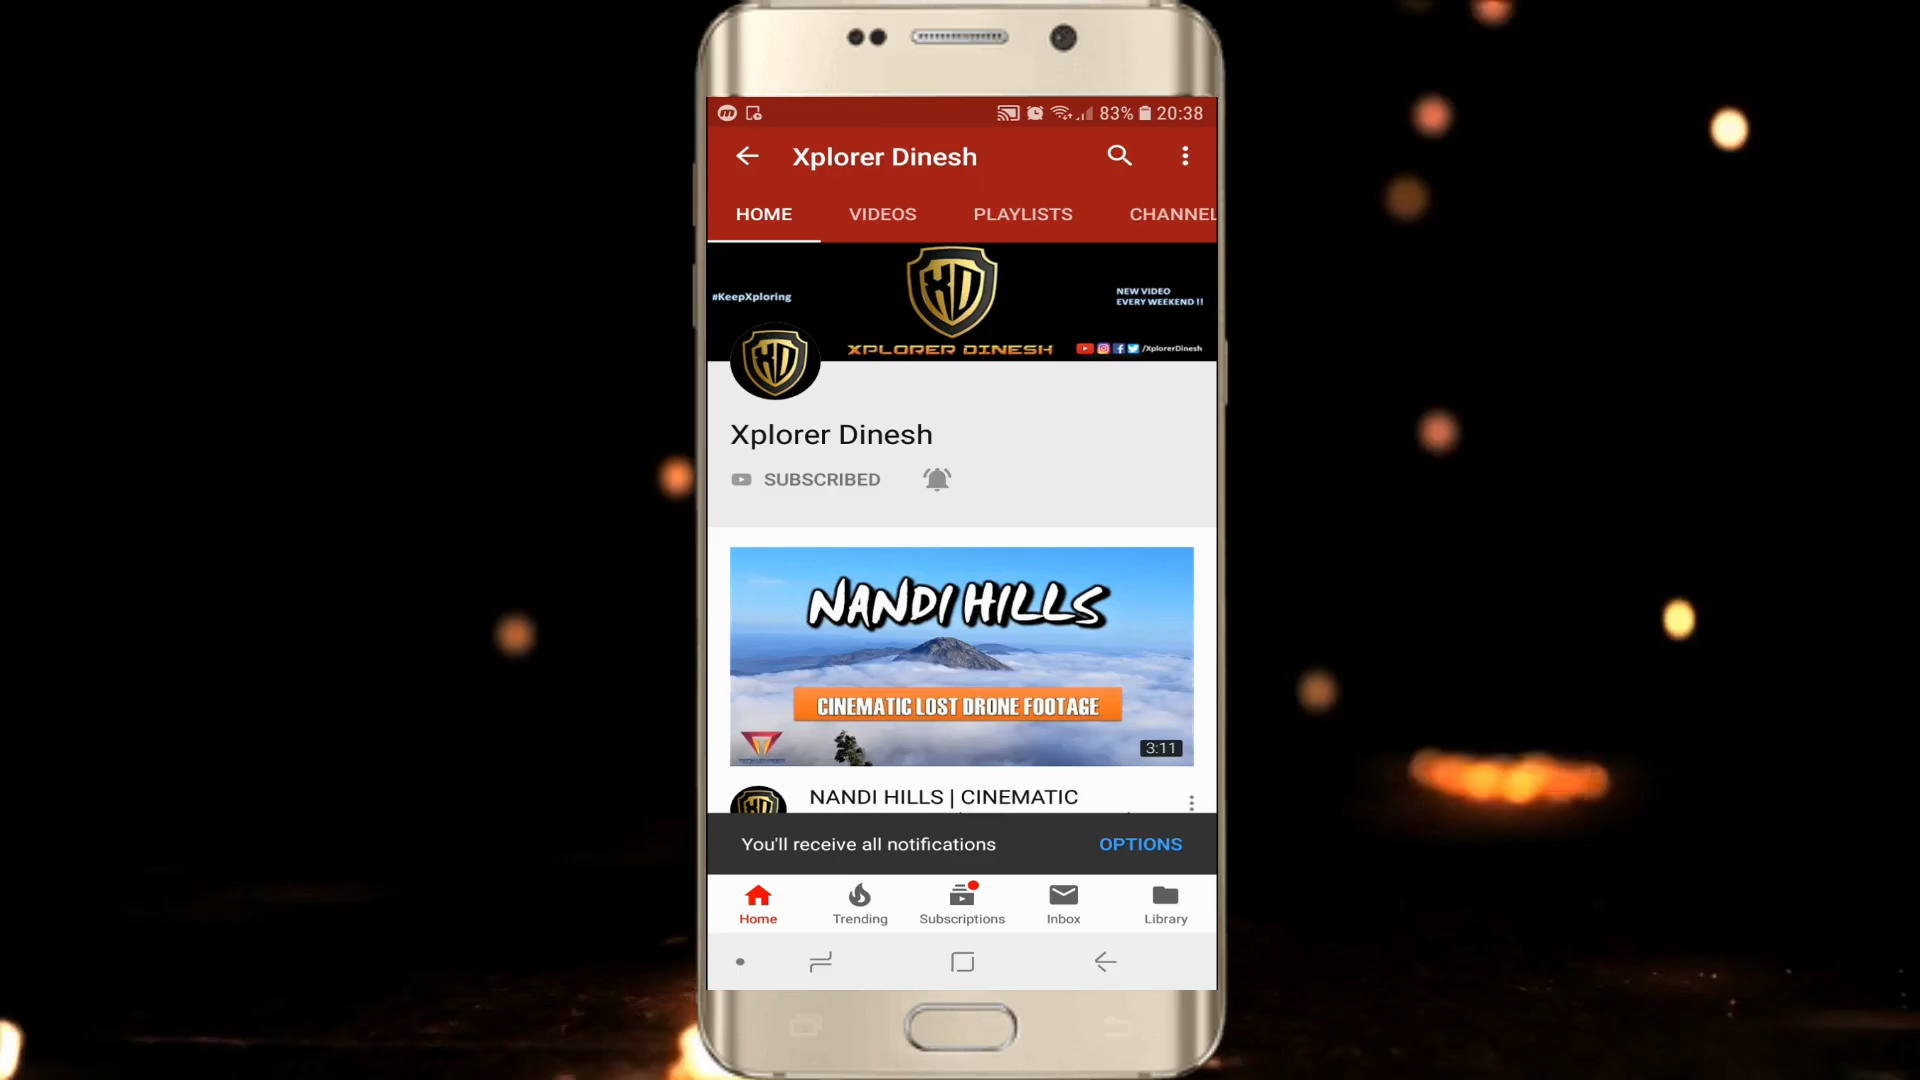 83% 20:38
Xplorer Dinesh
HOME VIDEOS PLAYLISTS CHANNEL
#KeepXploring
XD
NEW VIDEO
EVERY WEEKEND !!
XD
XPLORER DINESH
/XplorerDinesh
Xplorer Dinesh
SUBSCRIBED
NANDI HILLS
CINEMATIC LOST DRONE FOOTAGE
3:11
NANDI HILLS | CINEMATIC
You'll receive all notifications OPTIONS
Home Trending Subscriptions Inbox Library